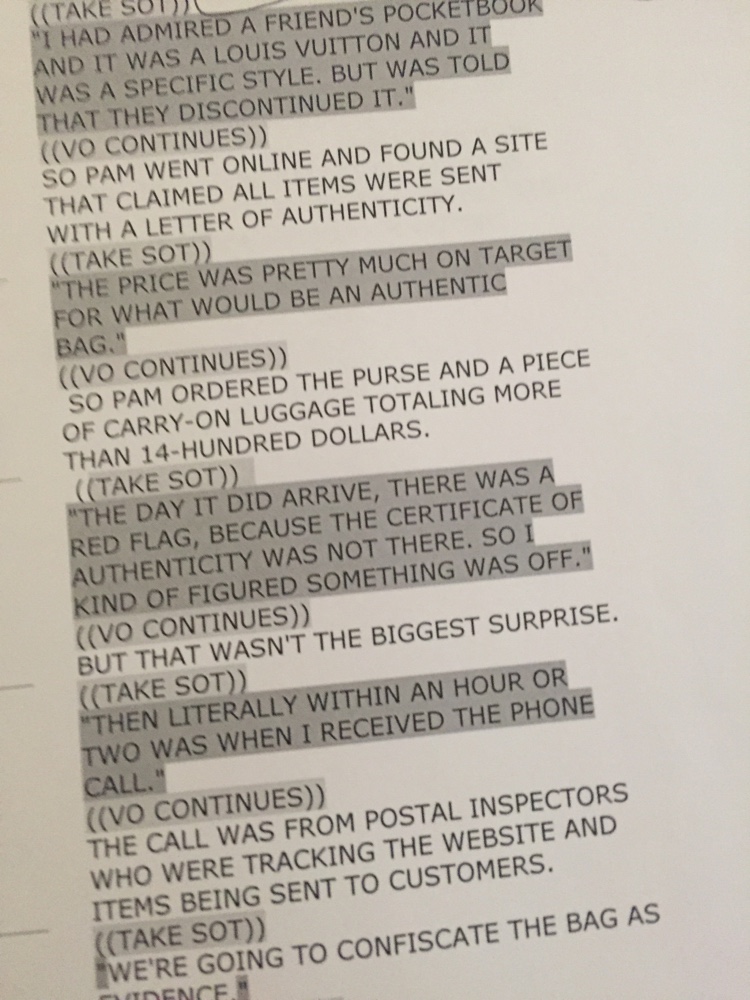 ((TAKE SOT))
"I HAD ADMIRED A FRIEND'S POCKETBOOK
AND IT WAS A LOUIS VUITTON AND IT
WAS A SPECIFIC STYLE. BUT WAS TOLD
THAT THEY DISCONTINUED IT."
((VO CONTINUES))
SO PAM WENT ONLINE AND FOUND A SITE
THAT CLAIMED ALL ITEMS WERE SENT
WITH A LETTER OF AUTHENTICITY.
((TAKE SOT))
"THE PRICE WAS PRETTY MUCH ON TARGET
FOR WHAT WOULD BE AN AUTHENTIC
BAG."
((VO CONTINUES))
SO PAM ORDERED THE PURSE AND A PIECE
OF CARRY-ON LUGGAGE TOTALING MORE
THAN 14-HUNDRED DOLLARS.
((TAKE SOT))
"THE DAY IT DID ARRIVE, THERE WAS A
RED FLAG, BECAUSE THE CERTIFICATE OF
AUTHENTICITY WAS NOT THERE. SO I
KIND OF FIGURED SOMETHING WAS OFF."
((VO CONTINUES))
BUT THAT WASN'T THE BIGGEST SURPRISE.
((TAKE SOT))
"THEN LITERALLY WITHIN AN HOUR OR
TWO WAS WHEN I RECEIVED THE PHONE
CALL."
((VO CONTINUES))
THE CALL WAS FROM POSTAL INSPECTORS
WHO WERE TRACKING THE WEBSITE AND
ITEMS BEING SENT TO CUSTOMERS.
((TAKE SOT))
"WE'RE GOING TO CONFISCATE THE BAG AS
EVIDENCE."